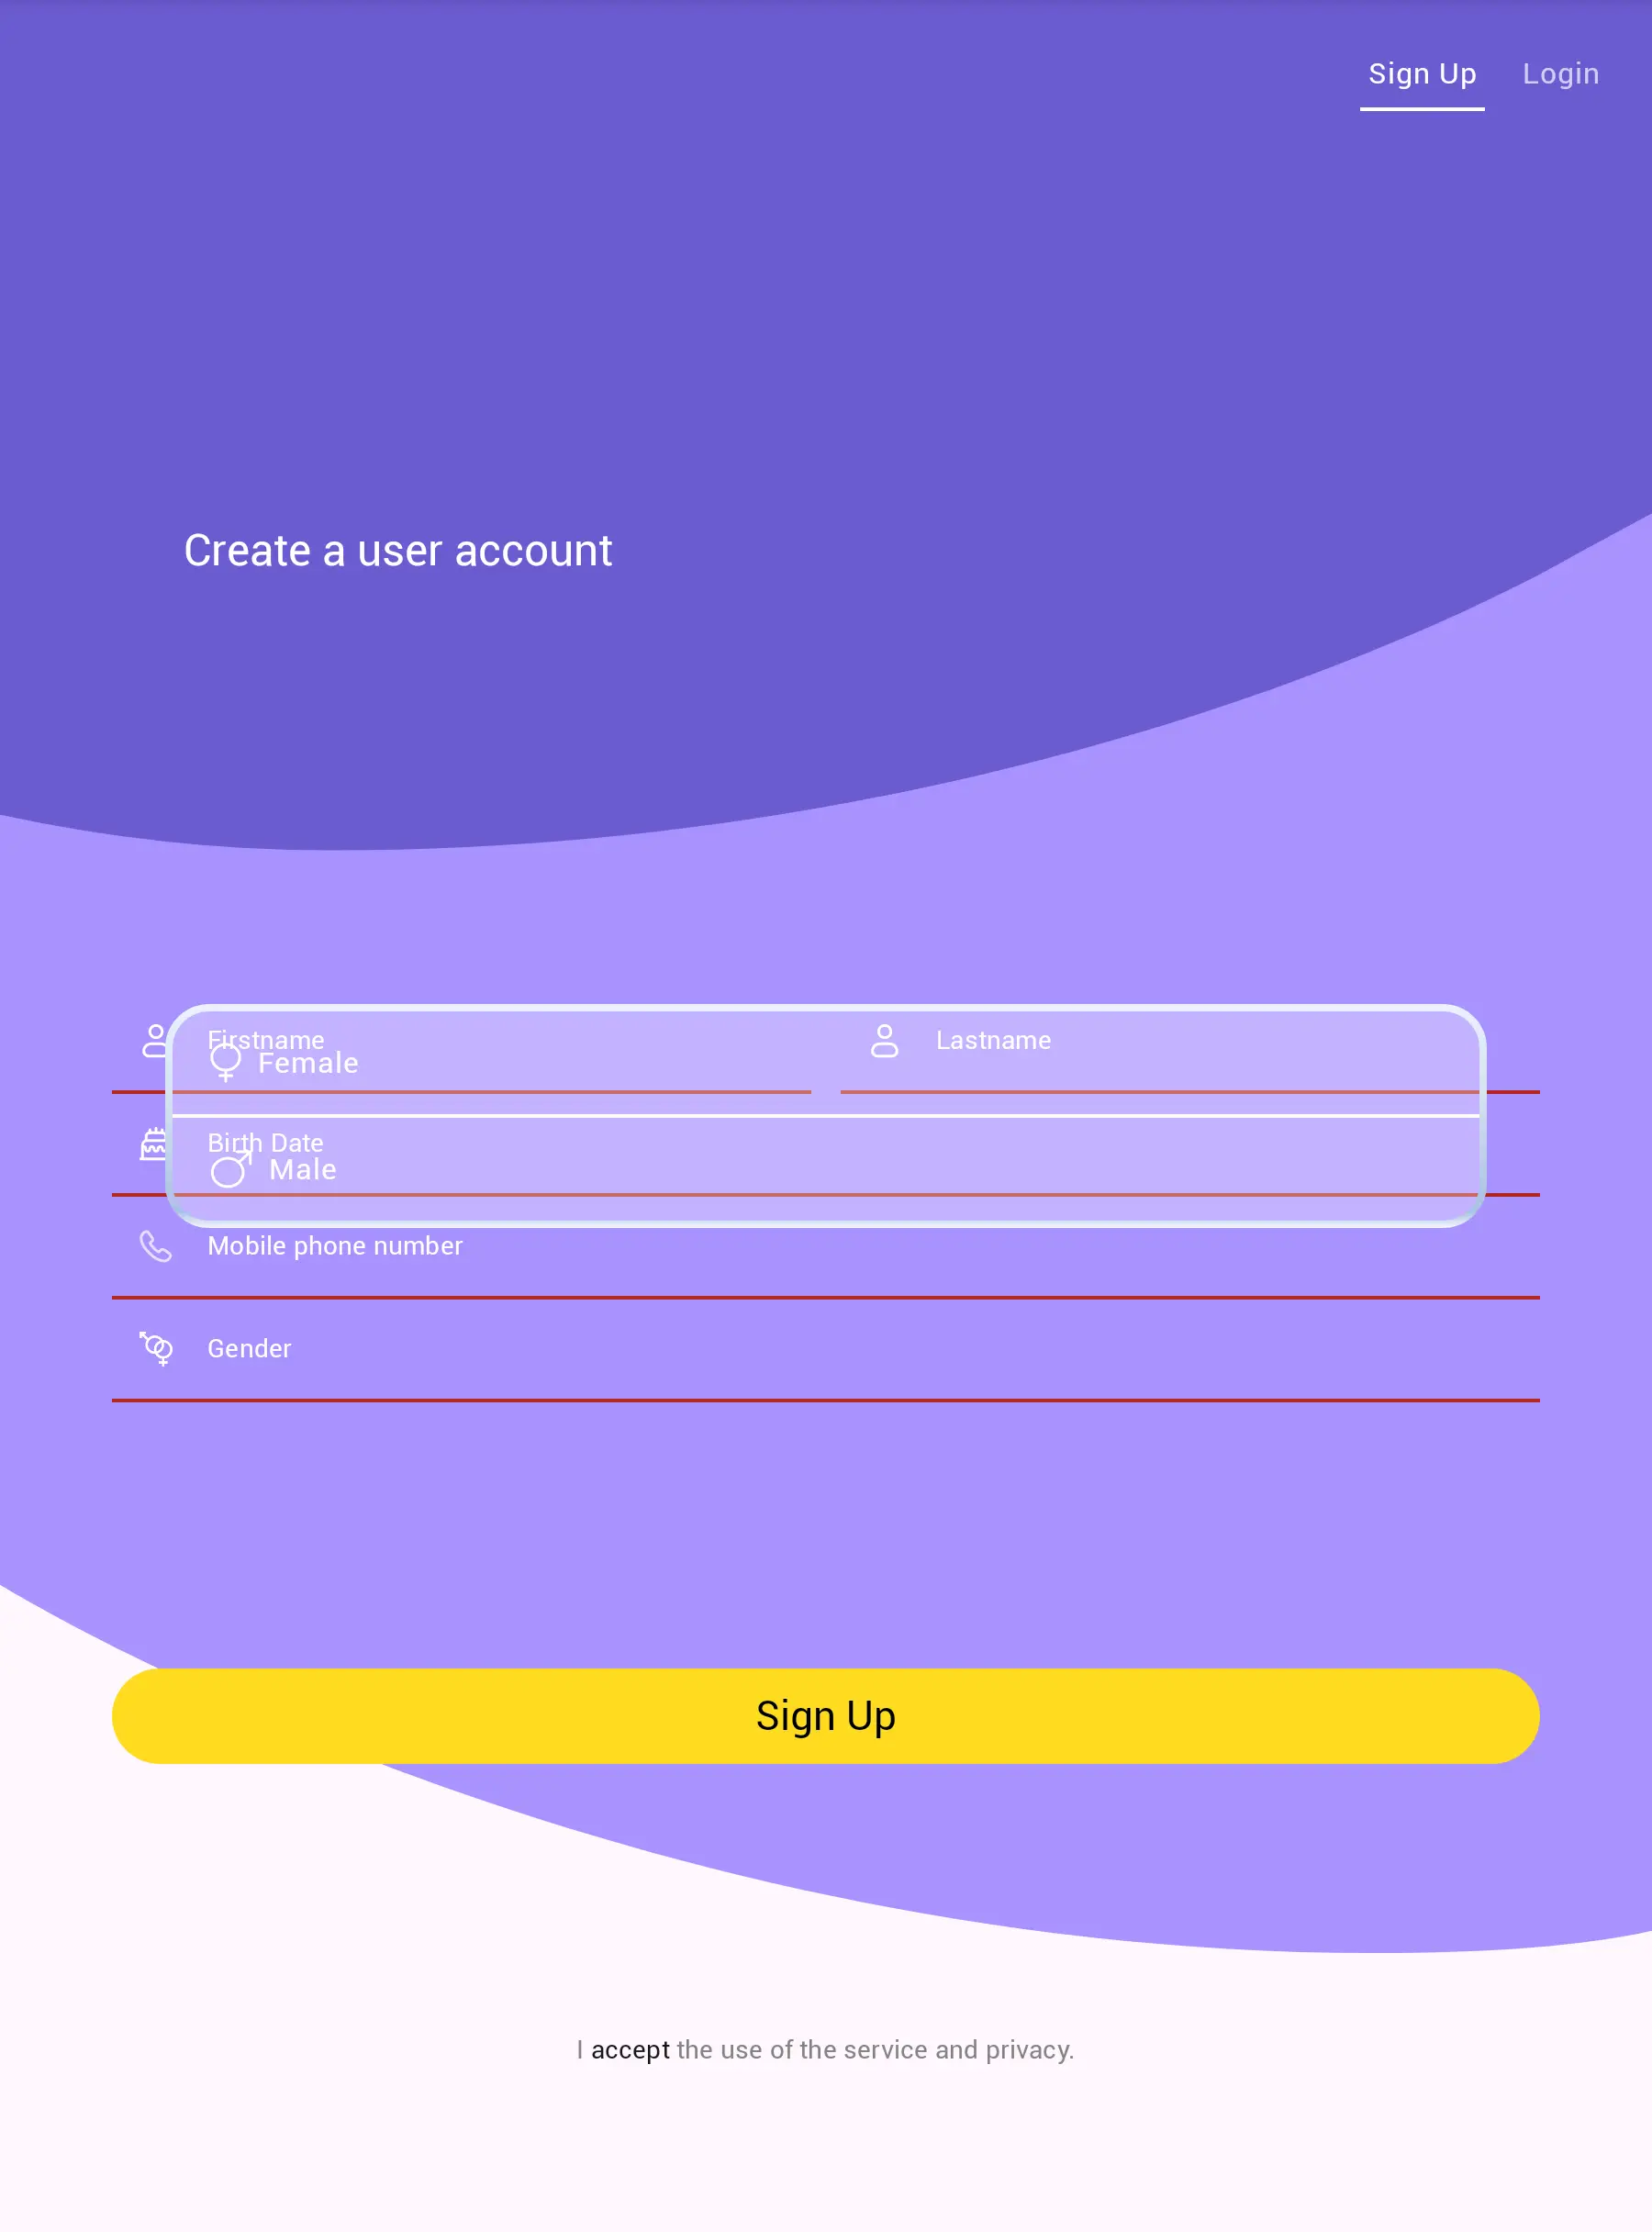 Sign Up Login
Create a user account
Firstname Lastname
Female
Birth Date
Male
Mobile phone number
Gender
Sign Up
I accept the use of the service and privacy.